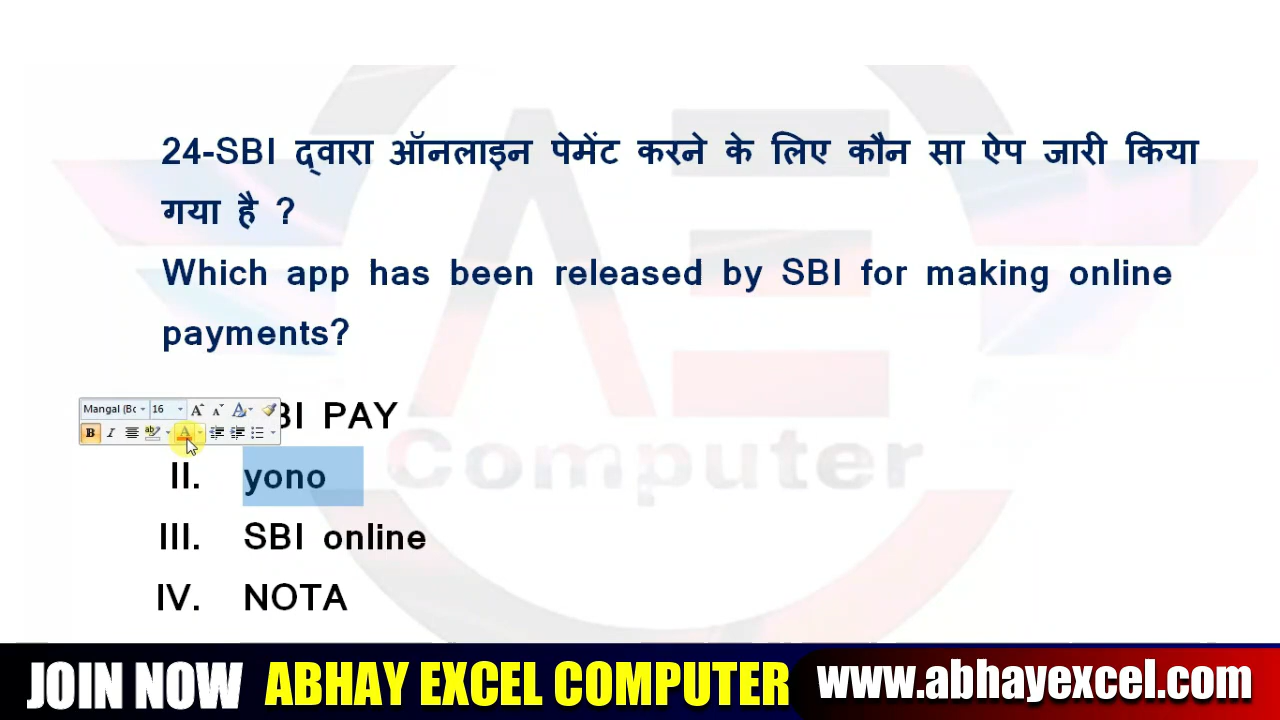 24-SBI द्वारा ऑनलाइन पेमेंट करने के लिए कौन सा ऐप जारी किया
गया है ?
Which app has been released by SBI for making online
payments?
Mangal (Bc 16
BI PAY
II. yono
Computer
III. SBI online
IV. NOTA
JOIN NOW ABHAY EXCEL COMPUTER www.abhayexcel.com